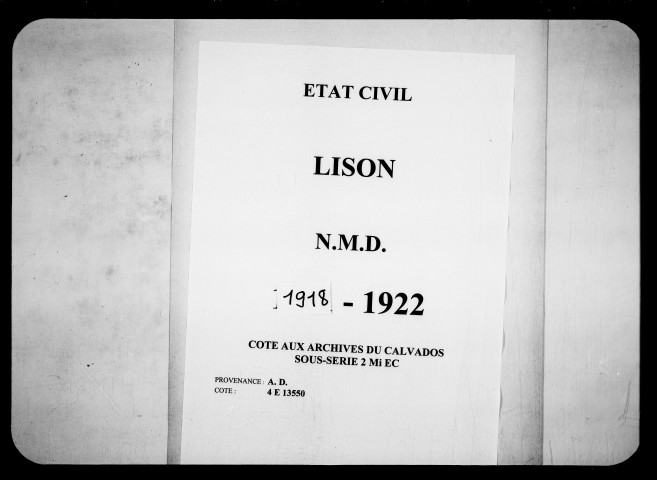 ETAT CIVIL
LISON
N.M.D.
1918 - 1922
COTE AUX ARCHIVES DU CALVADOS
SOUS-SERIE 2 Mi EC
PROVENANCE : A. D.
COTE : 4 E 13550